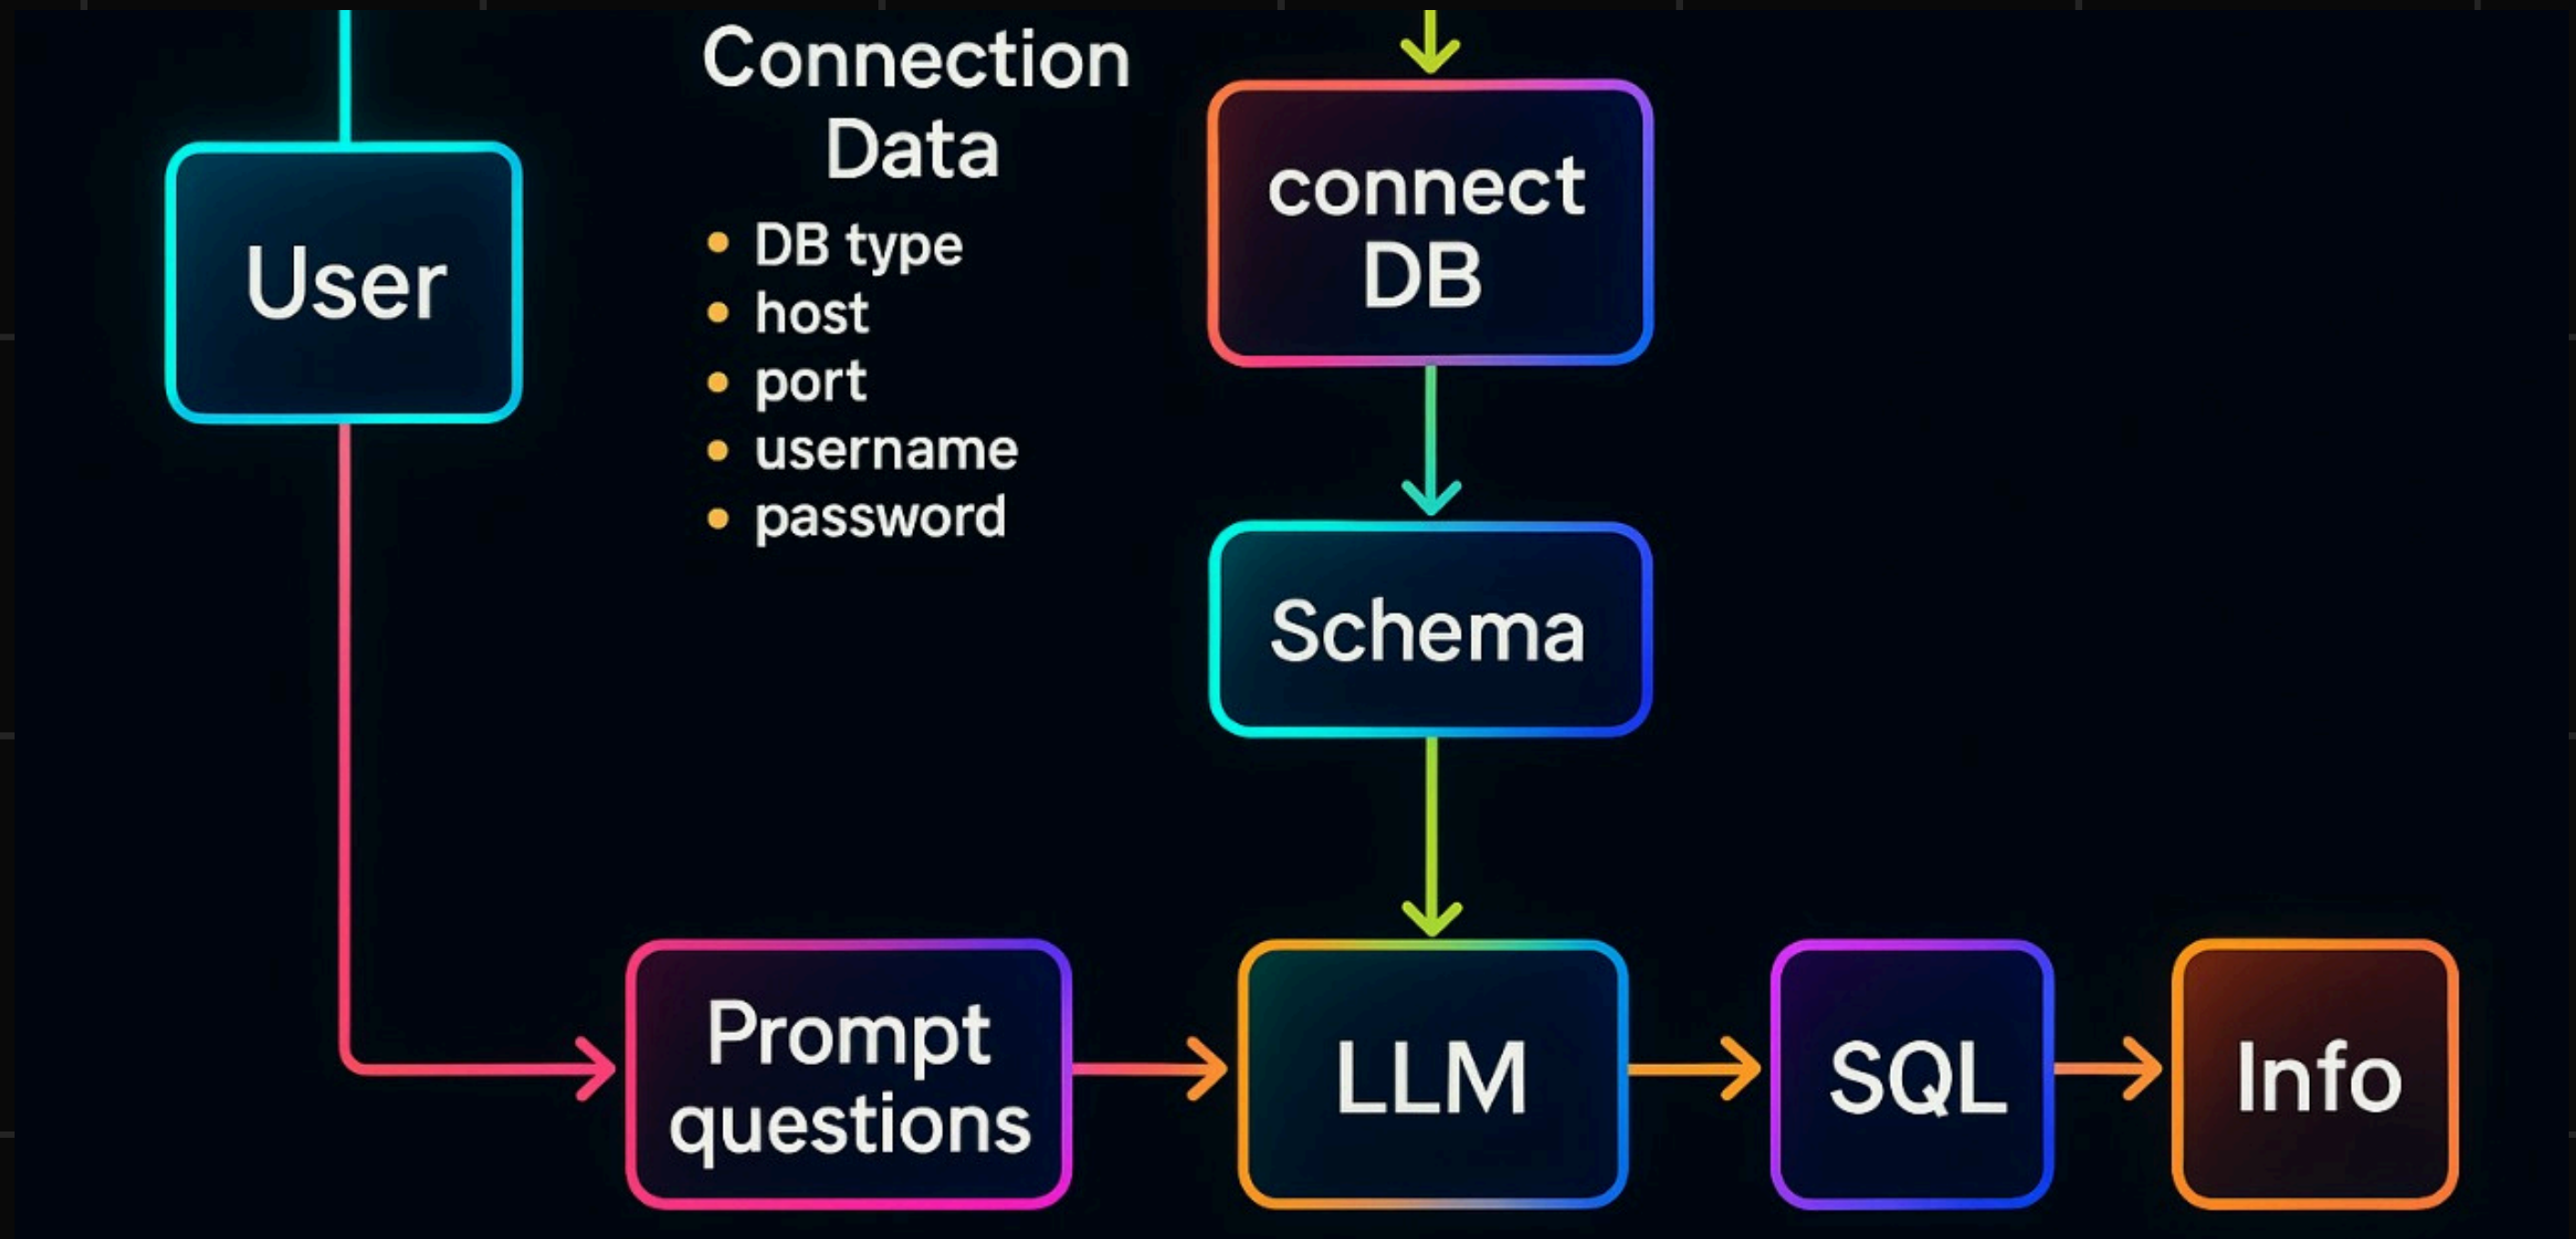 Connection
Data
DB type
host
port
username
password
User
connect
DB
Schema
Prompt
questions
LLM
SQL
Info